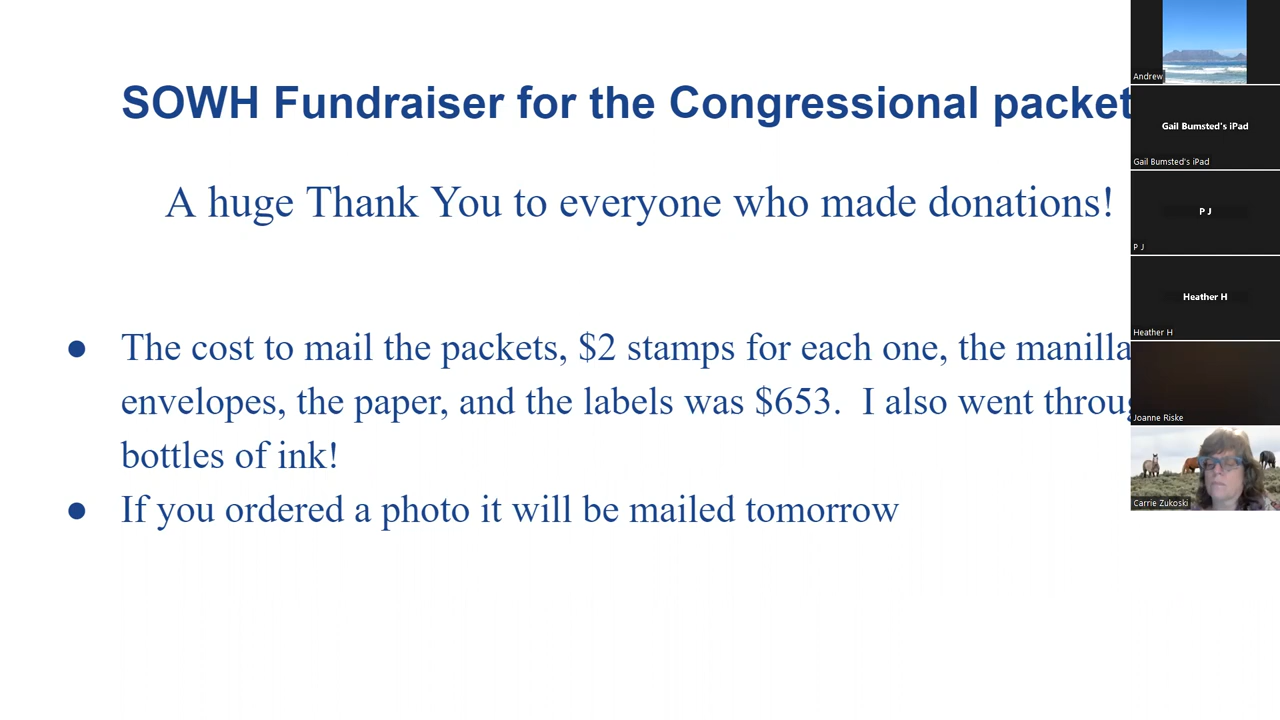 SOWH Fundraiser for the Congressional packet
A huge Thank You to everyone who made donations!
● The cost to mail the packets, $2 stamps for each one, the manilla
envelopes, the paper, and the labels was $653. I also went
bottles of ink!
● If you ordered a photo it will be mailed tomorrow
Andrew
Gail Bumsted's iPad
Gail Bumsted's iPad
P J
P J
Heather H
Heather H
Joanne Riske
Carrie Zukoski